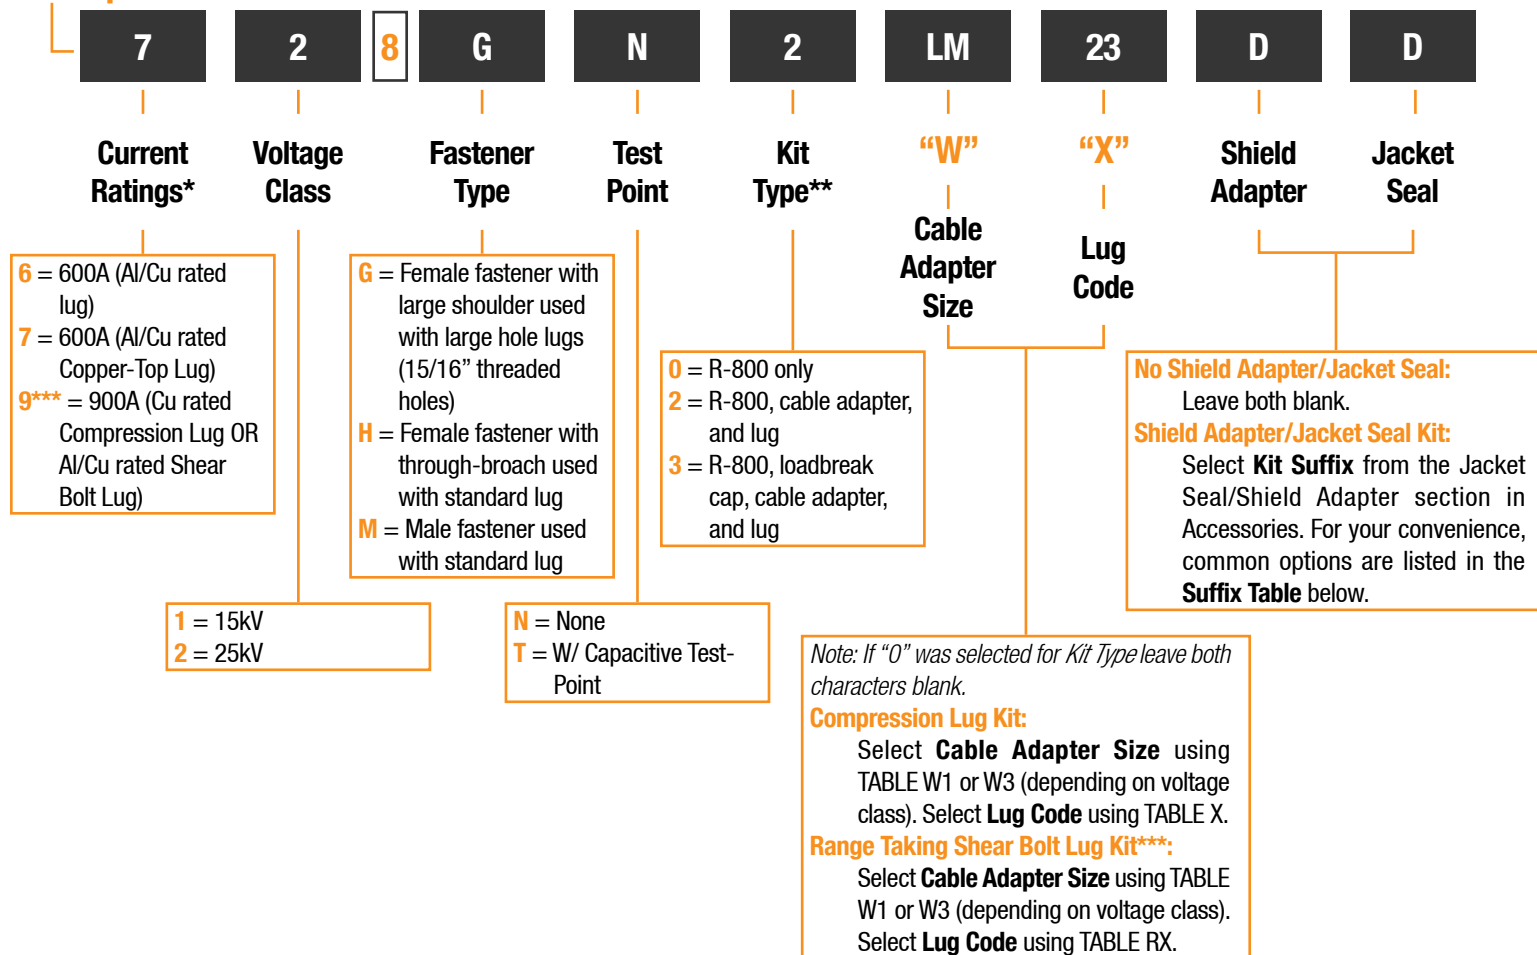 7 2 8 G N 2 LM 23 D D
Current
Ratings*
Voltage
Class
Fastener
Type
Test
Point
Kit
Type**
“W”
Cable
Adapter
Size
“X”
Lug
Code
Shield
Adapter
Jacket
Seal
6 = 600A (Al/Cu rated
lug)
7 = 600A (Al/Cu rated
Copper-Top Lug)
9*** = 900A (Cu rated
Compression Lug OR
Al/Cu rated Shear
Bolt Lug)
1 = 15kV
2 = 25kV
G = Female fastener with
large shoulder used
with large hole lugs
(15/16” threaded
holes)
H = Female fastener with
through-broach used
with standard lug
M = Male fastener used
with standard lug
N = None
T = W/ Capacitive Test-
Point
0 = R-800 only
2 = R-800, cable adapter,
and lug
3 = R-800, loadbreak
cap, cable adapter,
and lug
Note: If “0” was selected for Kit Type leave both
characters blank.
Compression Lug Kit:
Select Cable Adapter Size using
TABLE W1 or W3 (depending on voltage
class). Select Lug Code using TABLE X.
Range Taking Shear Bolt Lug Kit***:
Select Cable Adapter Size using TABLE
W1 or W3 (depending on voltage class).
Select Lug Code using TABLE RX.
No Shield Adapter/Jacket Seal:
Leave both blank.
Shield Adapter/Jacket Seal Kit:
Select Kit Suffix from the Jacket
Seal/Shield Adapter section in
Accessories. For your convenience,
common options are listed in the
Suffix Table below.